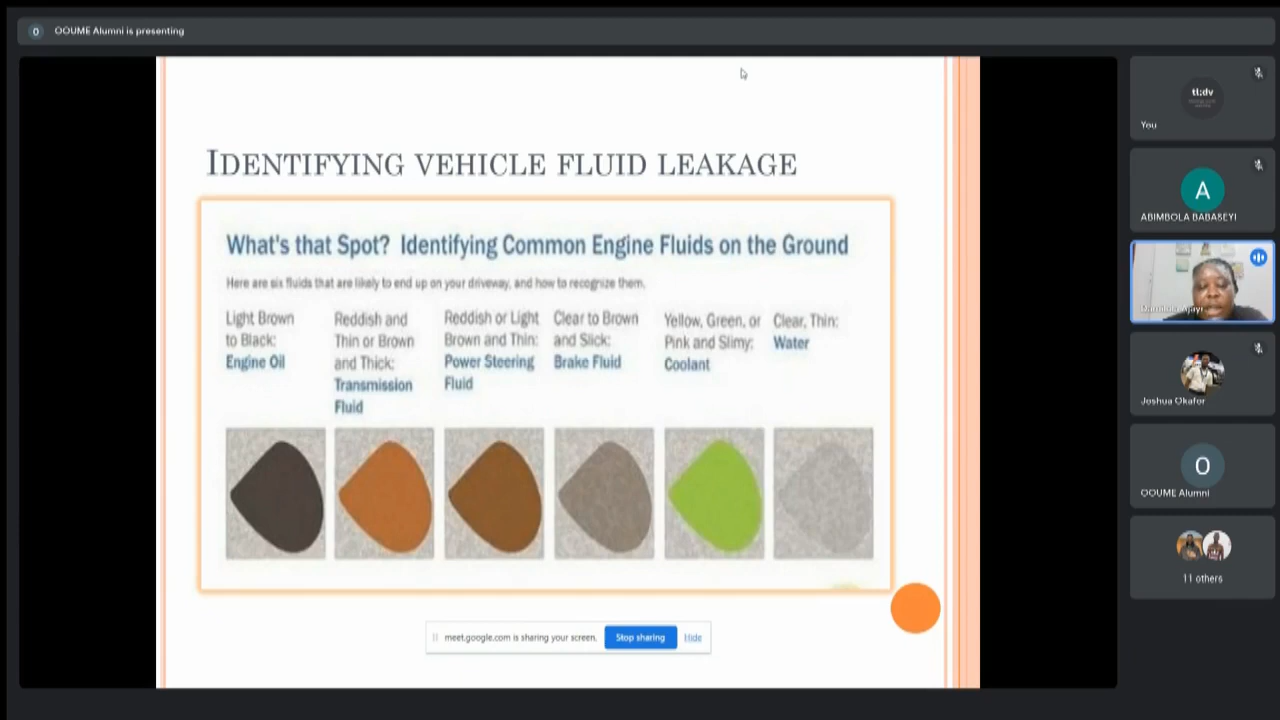 O OOUME Alumni is presenting
IDENTIFYING VEHICLE FLUID LEAKAGE
What's that Spot? Identifying Common Engine Fluids on the Ground
Here are six fluids that are likely to end up on your driveway, and how to recognize them.
Light Brown
to Black:
Engine Oil
Reddish and
Thin or Brown
and Thick:
Transmission
Fluid
Reddish or Light
Brown and Thin:
Power Steering
Fluid
Clear to Brown
and Slick:
Brake Fluid
Yellow, Green, or
Pink and Slimy:
Coolant
Clear, Thin:
Water
meet.google.com is sharing your screen.
Stop sharing
Hide
tl;dv
You
A
ABIMBOLA BABASEYI
Ajayi
Joshua Okafor
O
OOUME Alumni
11 others